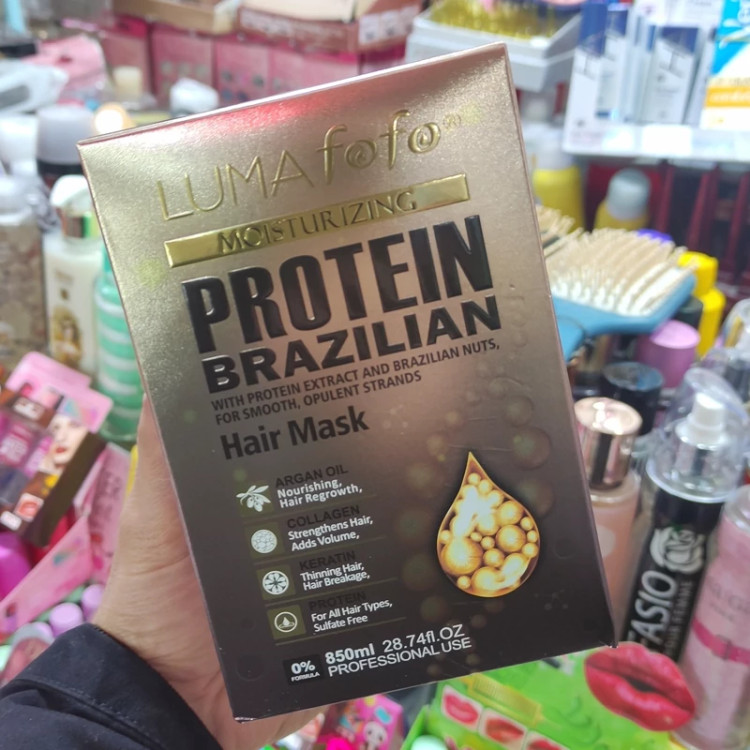 LUMA fofo
MOISTURIZING
PROTEIN
BRAZILIAN
WITH PROTEIN EXTRACT AND BRAZILIAN NUTS,
FOR SMOOTH, OPULENT STRANDS
Hair Mask
ARGAN OIL
Nourishing,
Hair Regrowth,
COLLAGEN
Strengthens Hair,
Adds Volume,
KERATIN
Thinning Hair,
Hair Breakage,
PROTEIN
For All Hair Types,
Sulfate Free
0%
FORMULA
850ml 28.74fl.OZ
PROFESSIONAL USE
TASIO